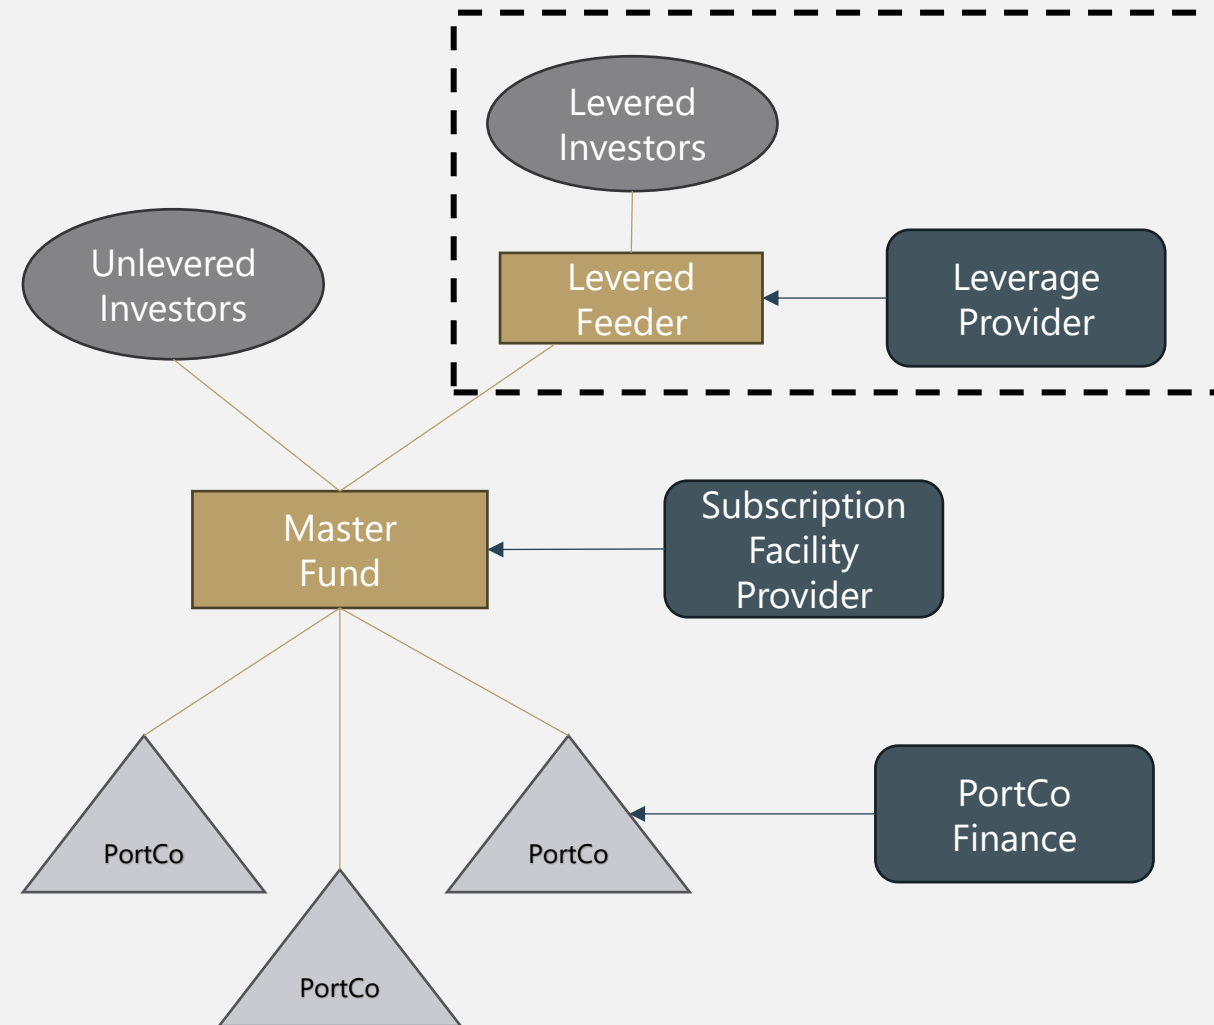 Levered
Investors
Unlevered
Investors
Levered
Feeder
Leverage
Provider
Master
Fund
Subscription
Facility
Provider
PortCo
PortCo
PortCo
Finance
PortCo